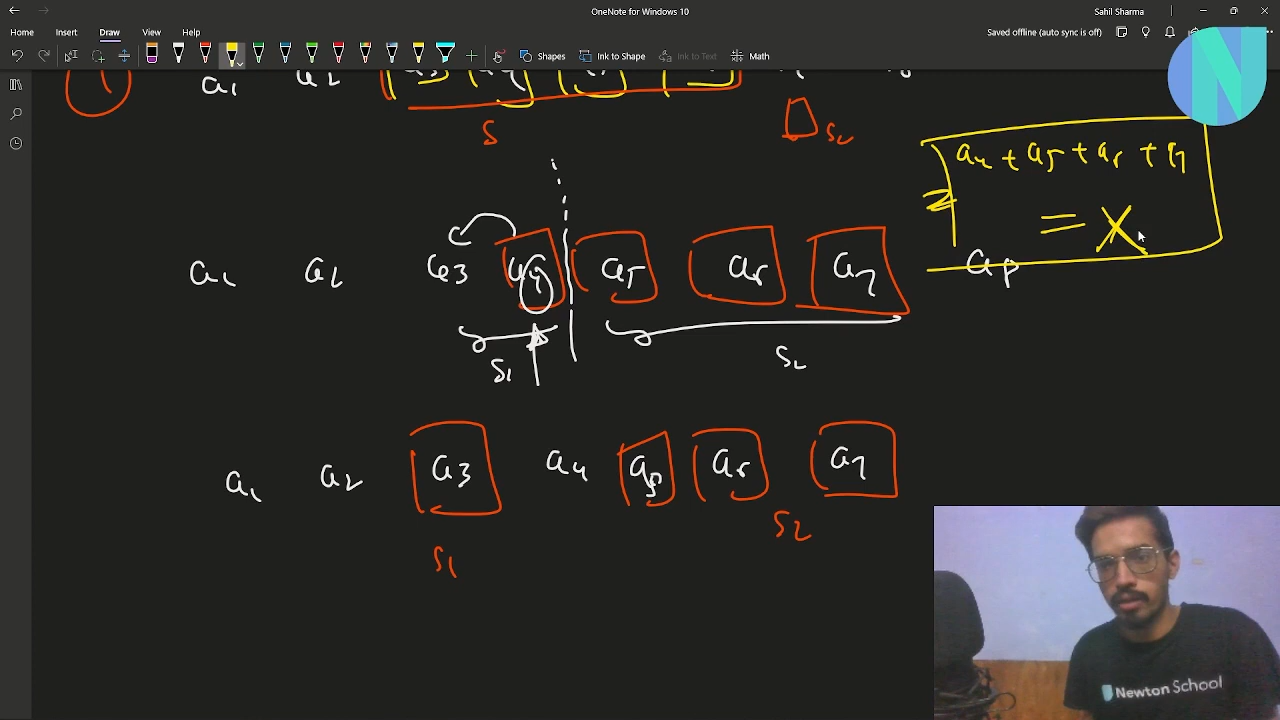 OneNote for Windows 10
Sahil Sharma
Home Insert Draw View Help
Saved offline (auto sync is off)
Shapes Ink to Shape Ink to Text Math
1 a1 a2
S S2
a4 + a5 + a6 + a7
= X
a1 a2 a3 a4 a5 a6 a7 a8
S1 S2
a1 a2 a3 a4 a5 a6 a7
S1 S2
Newton School